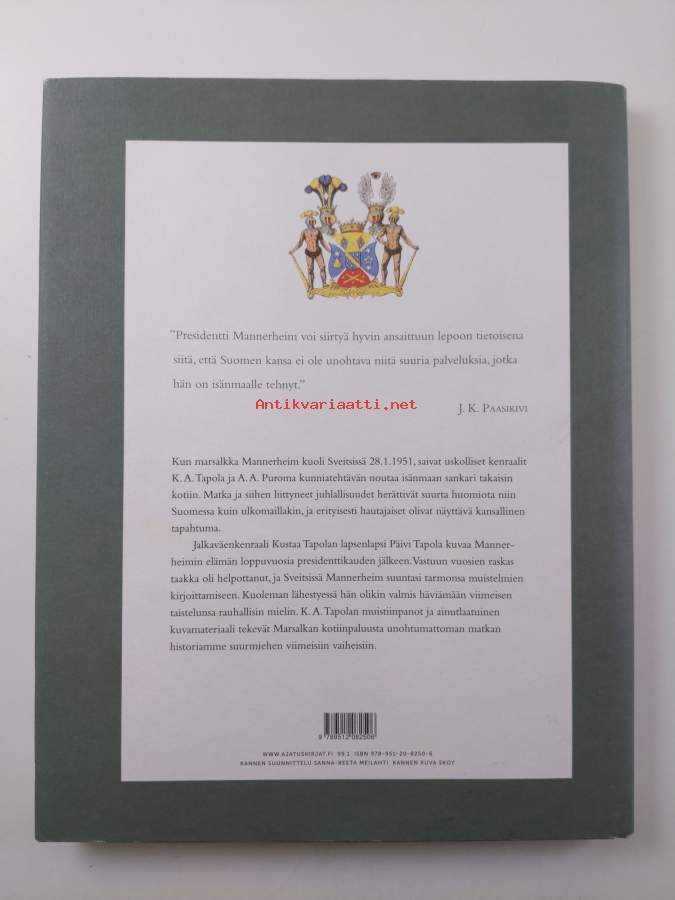 "Presidentti Mannerheim voi siirtyä hyvin ansaittuun lepoon tietoisena
siitä, että Suomen kansa ei ole unohtava niitä suuria palveluksia, jotka
hän on isänmaalle tehnyt."
Antikvariaatti.net
J. K. PAASIKIVI
Kun marsalkka Mannerheim kuoli Sveitsissä 28.1.1951, saivat uskolliset kenraalit
K. A. Tapola ja A. A. Puroma kunniatehtävän noutaa isänmaan sankari takaisin
kotiin. Matka ja siihen liittyneet juhlallisuudet herättivät suurta huomiota niin
Suomessa kuin ulkomaillakin, ja erityisesti hautajaiset olivat näyttävä kansallinen
tapahtuma.
Jalkaväenkenraali Kustaa Tapolan lapsenlapsi Päivi Tapola kuvaa Manner-
heimin elämän loppuvuosia presidenttikauden jälkeen. Vastuun vuosien raskas
taakka oli helpottanut, ja Sveitsissä Mannerheim suuntasi tarmonsa muistelmien
kirjoittamiseen. Kuoleman lähestyessä hän olikin valmis häviämään viimeisen
taistelunsa rauhallisin mielin. K. A. Tapolan muistiinpanot ja ainutlaatuinen
kuvamateriaali tekevät Marsalkan kotiinpaluusta unohtumattoman matkan
historiamme suurmiehen viimeisiin vaiheisiin.
9 789512 082506
WWW.AJATUSKIRJAT.FI 99.1 ISBN 978-951-20-8250-6
KANNEN SUUNNITTELU SANNA-REETA MEILAHTI KANNEN KUVA SKOY